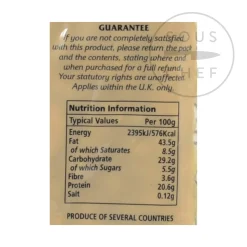 GUARANTEE
If you are not completely satisfied
with this product, please return the pack
and the contents, stating where and
when purchased for a full refund.
Your statutory rights are unaffected.
Applies within the U.K. only.
SOUS
CHEF
Nutrition Information
Typical Values Per 100g
Energy 2395kJ/576Kcal
Fat 43.5g
of which Saturates 8.5g
Carbohydrate 29.2g
of which Sugars 5.5g
Fibre 3.6g
Protein 20.6g
Salt 0.12g
PRODUCE OF SEVERAL COUNTRIES